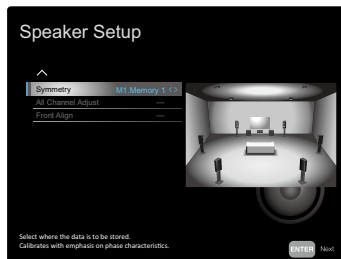 Speaker Setup
Symmetry M1.Memory 1 <>
All Channel Adjust ---
Front Align ---
Select where the data is to be stored.
Calibrates with emphasis on phase characteristics.
ENTER Next